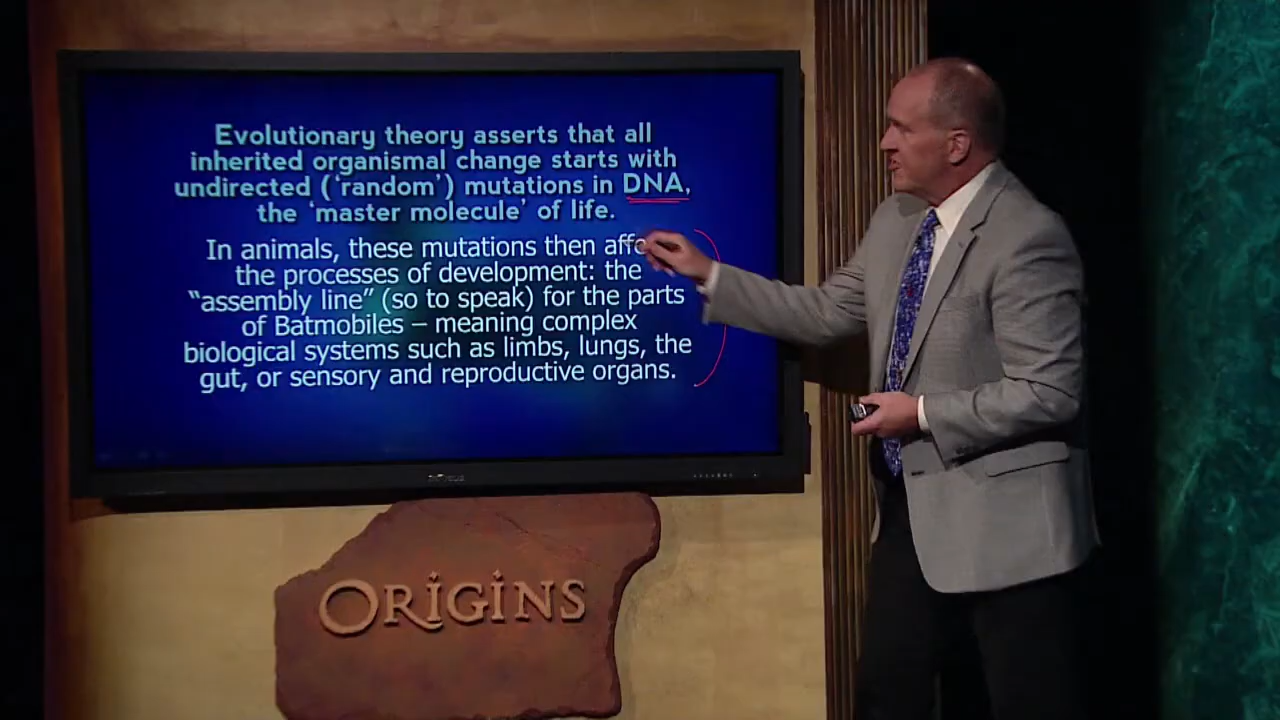 Evolutionary theory asserts that all
inherited organismal change starts with
undirected ('random') mutations in DNA,
the 'master molecule' of life.
In animals, these mutations then affe
the processes of development: the
“assembly line” (so to speak) for the parts
of Batmobiles – meaning complex
biological systems such as limbs, lungs, the
gut, or sensory and reproductive organs.
ORiGiNS